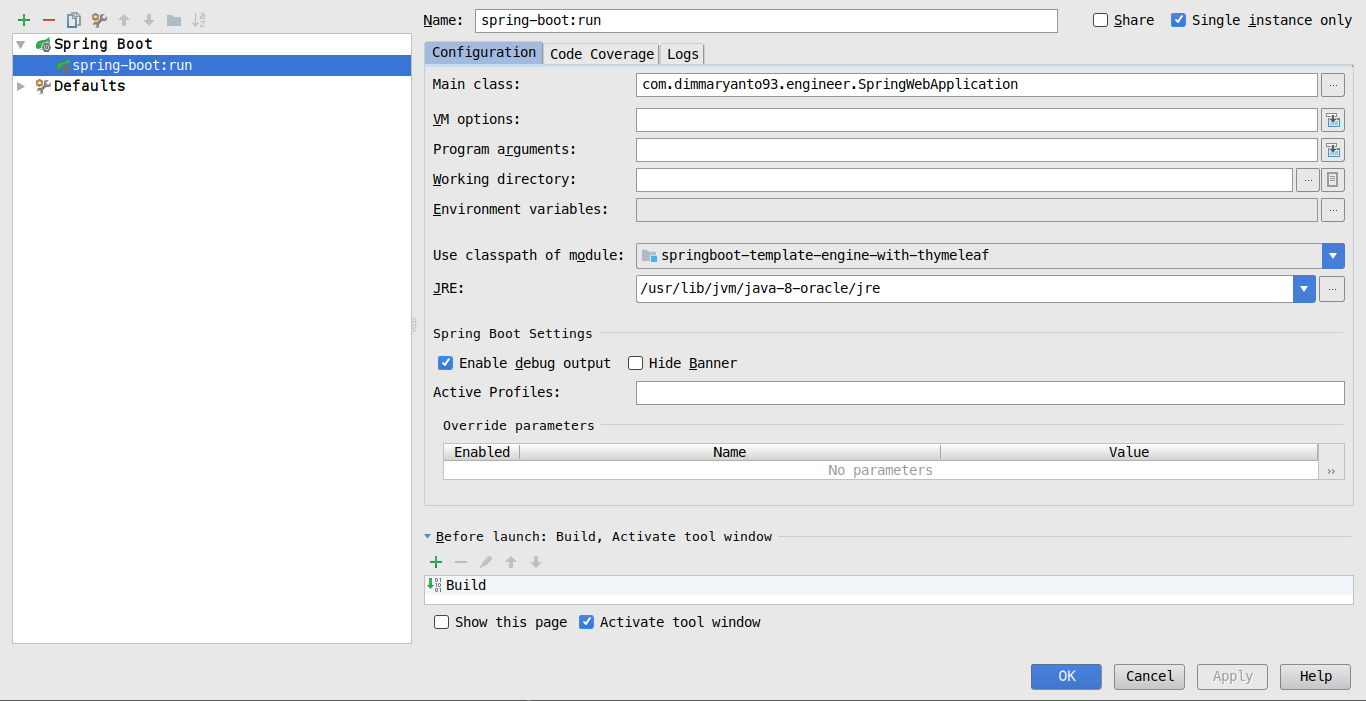 Name: spring-boot:run Share Single instance only
Spring Boot
spring-boot:run
Defaults
Configuration Code Coverage Logs
Main class: com.dimmaryanto93.engineer.SpringWebApplication ...
VM options:
Program arguments:
Working directory: ...
Environment variables: ...
Use classpath of module: springboot-template-engine-with-thymeleaf
JRE: /usr/lib/jvm/java-8-oracle/jre ...
Spring Boot Settings
Enable debug output Hide Banner
Active Profiles:
Override parameters
Enabled Name Value
No parameters ››
Before launch: Build, Activate tool window
Build
Show this page Activate tool window
OK Cancel Apply Help